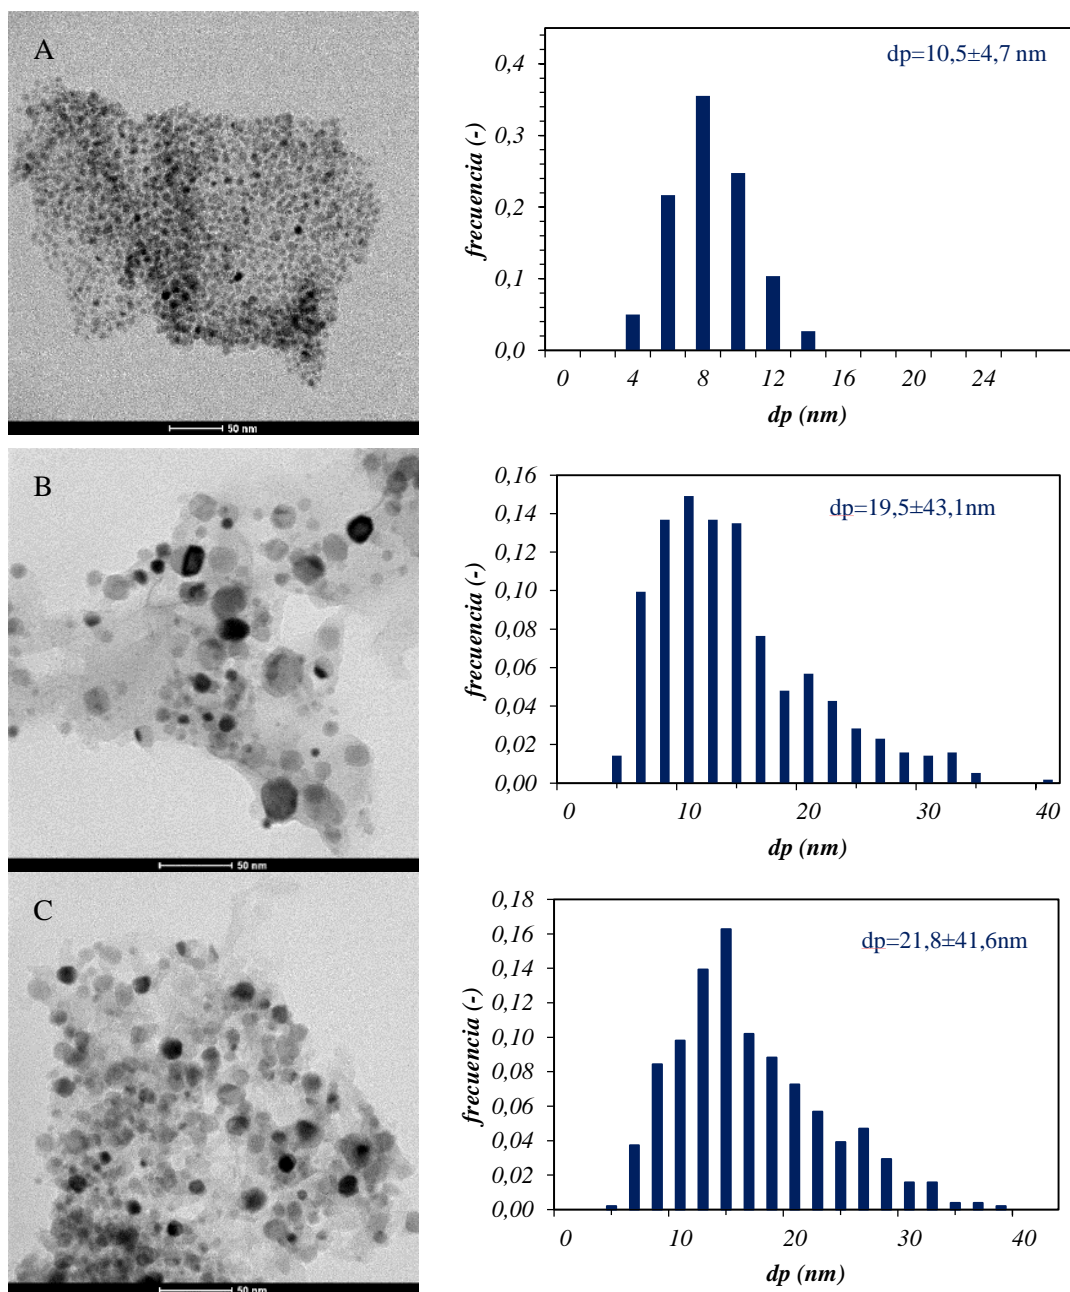 A
50 nm
dp=10,5±4,7 nm
0,4
0,3
0,2
0,1
0,0
frecuencia (-)
0 4 8 12 16 20 24
dp (nm)
B
50 nm
dp=19,5±43,1nm
0,16
0,14
0,12
0,10
0,08
0,06
0,04
0,02
0,00
frecuencia (-)
0 10 20 30 40
dp (nm)
C
50 nm
dp=21,8±41,6nm
0,18
0,16
0,14
0,12
0,10
0,08
0,06
0,04
0,02
0,00
frecuencia (-)
0 10 20 30 40
dp (nm)